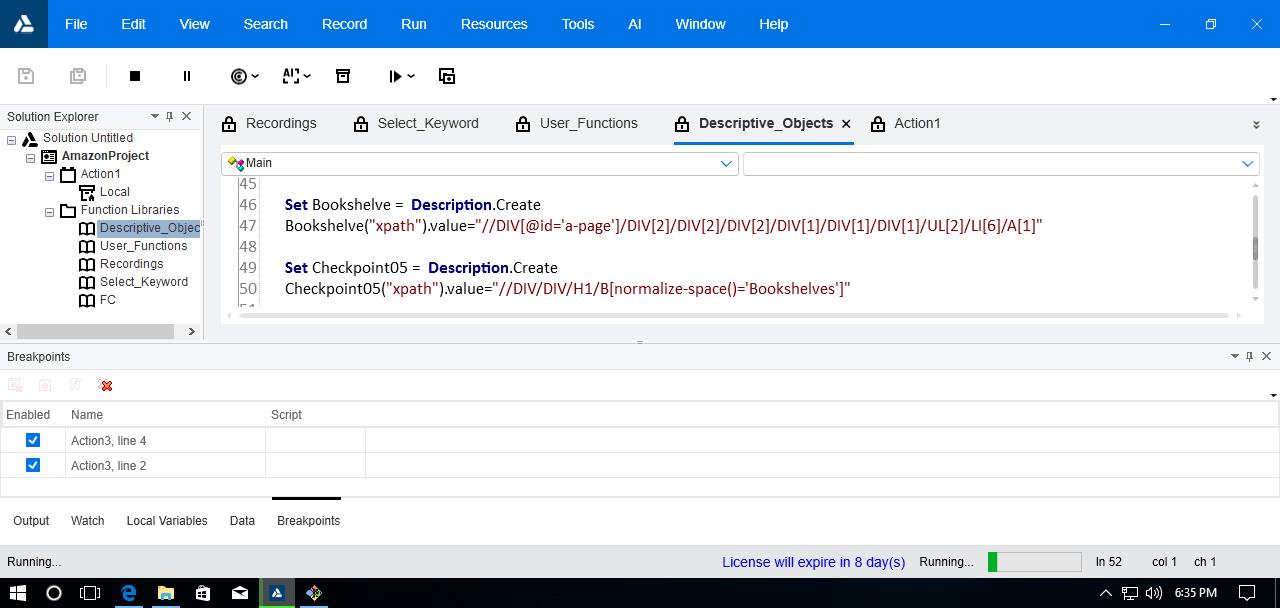 File Edit View Search Record Run Resources Tools AI Window Help
Solution Explorer
Solution Untitled
AmazonProject
Action1
Local
Function Libraries
Descriptive_Objec
User_Functions
Recordings
Select_Keyword
FC
Recordings Select_Keyword User_Functions Descriptive_Objects Action1
Main
45
46 Set Bookshelve = Description.Create
47 Bookshelve("xpath").value="//DIV[@id='a-page']/DIV[2]/DIV[2]/DIV[2]/DIV[1]/DIV[1]/DIV[1]/UL[2]/LI[6]/A[1]"
48
49 Set Checkpoint05 = Description.Create
50 Checkpoint05("xpath").value="//DIV/DIV/H1/B[normalize-space()='Bookshelves']"
51
Breakpoints
Enabled Name Script
Action3, line 4
Action3, line 2
Output Watch Local Variables Data Breakpoints
Running... License will expire in 8 day(s) Running... ln 52 col 1 ch 1
6:35 PM